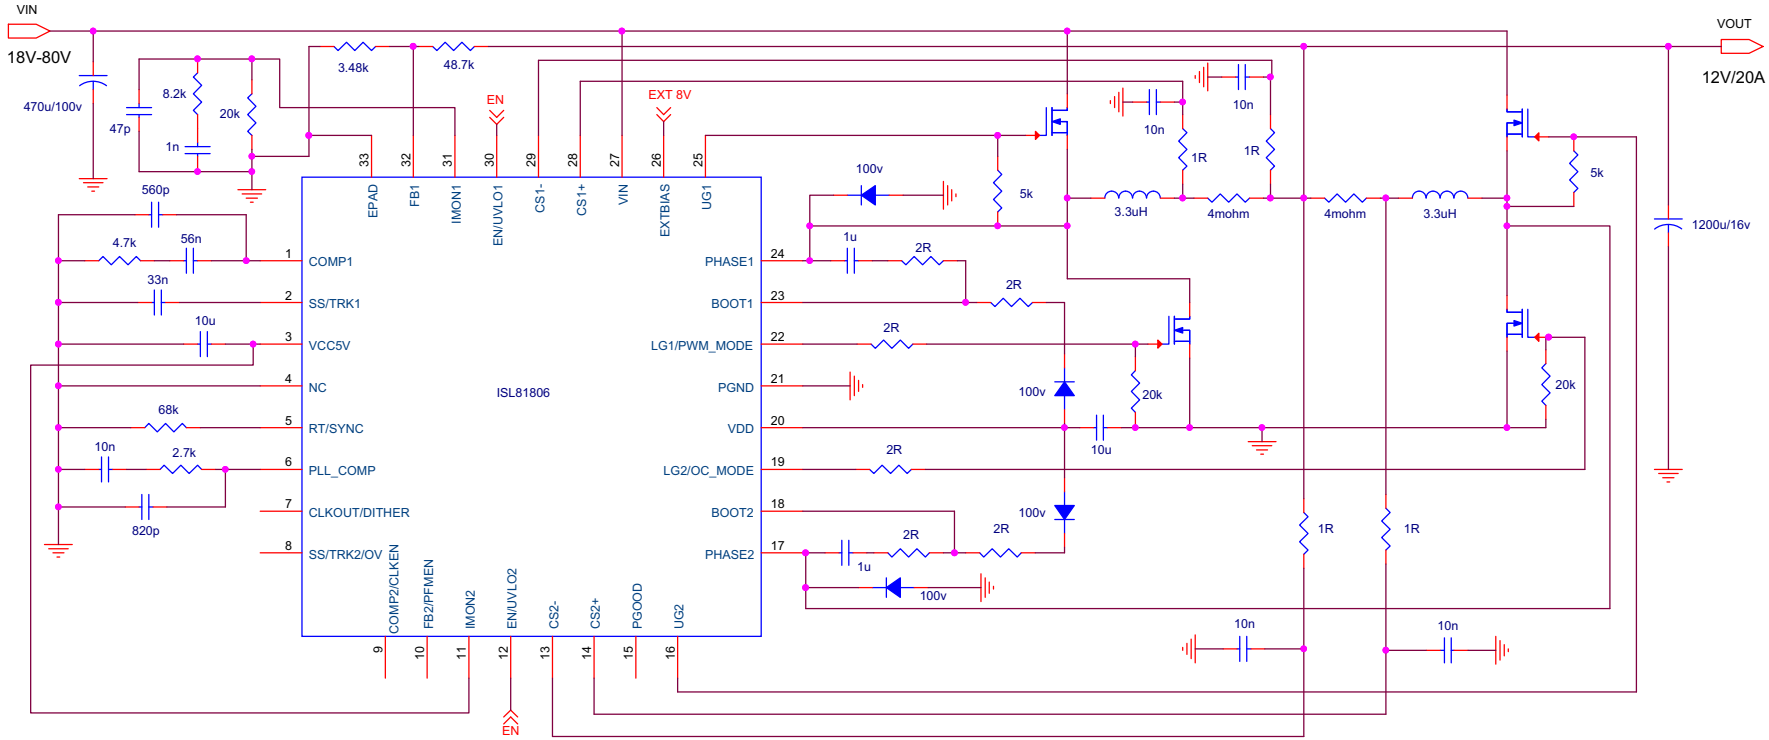 VIN
18V-80V
470u/100v
47p
8.2k
1n
20k
3.48k
48.7k
EN
EXT 8V
VOUT
12V/20A
10n
10n
1R
1R
5k
5k
100v
3.3uH
4mohm
4mohm
3.3uH
1200u/16v
33
32
31
30
29
28
27
26
25
EPAD
FB1
IMON1
EN/UVLO1
CS1-
CS1+
VIN
EXTBIAS
UG1
560p
4.7k
56n
33n
10u
68k
10n
2.7k
820p
1
COMP1
2
SS/TRK1
3
VCC5V
4
NC
5
RT/SYNC
6
PLL_COMP
7
CLKOUT/DITHER
8
SS/TRK2/OV
ISL81806
PHASE1
24
BOOT1
23
LG1/PWM_MODE
22
PGND
21
VDD
20
LG2/OC_MODE
19
BOOT2
18
PHASE2
17
1u
2R
2R
2R
100v
20k
10u
2R
100v
2R
2R
1u
100v
20k
1R
1R
10n
10n
COMP2/CLKEN
FB2/PFMEN
IMON2
EN/UVLO2
CS2-
CS2+
PGOOD
UG2
9
10
11
12
13
14
15
16
EN